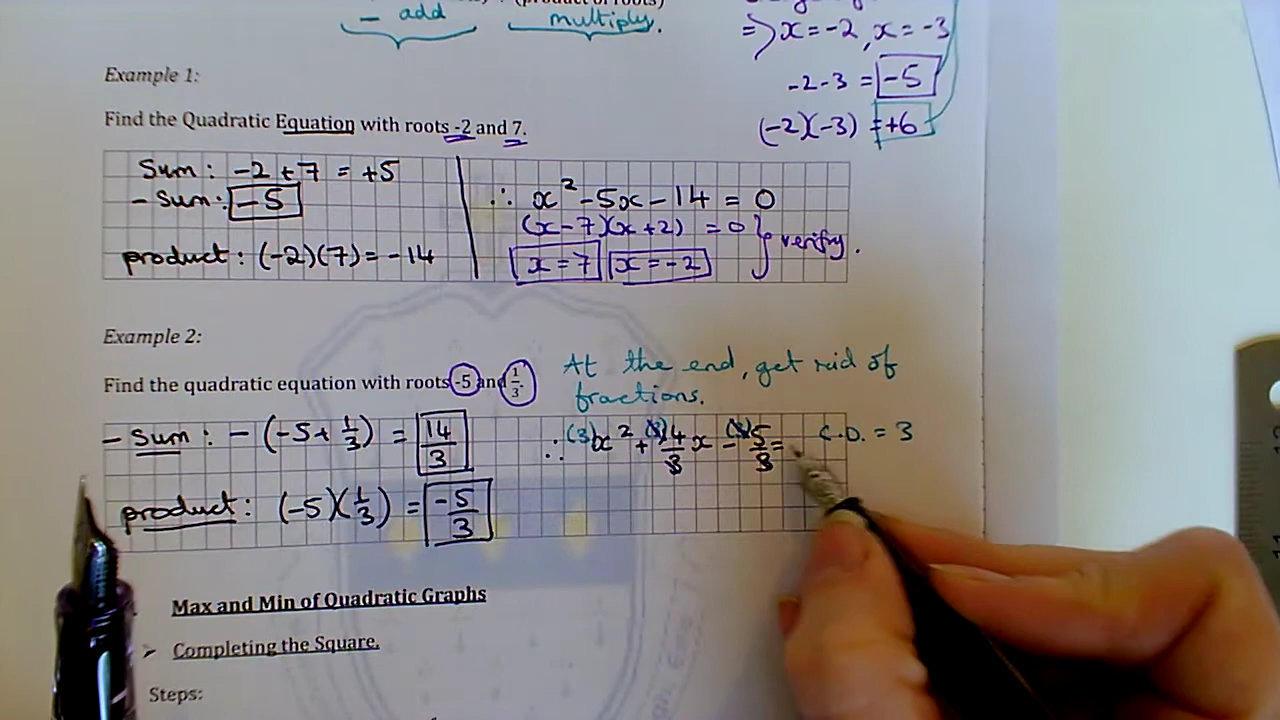 (product of roots)
- add multiply.
=> x = -2, x = -3
-2 - 3 = -5
(-2)(-3) = +6
Example 1:
Find the Quadratic Equation with roots -2 and 7.
Sum: -2 + 7 = +5
- Sum: -5
product: (-2)(7) = -14
∴ x² - 5x - 14 = 0
(x - 7)(x + 2) = 0
x = 7 x = -2
verify.
Example 2:
Find the quadratic equation with roots -5 and 1/3.
At the end, get rid of
fractions.
- Sum: - (-5 + 1/3) = 14/3
product: (-5)(1/3) = -5/3
∴ (3)x² + (3)14/3 x - (3)5/3 =
C.D. = 3
Max and Min of Quadratic Graphs
➢ Completing the Square.
Steps: